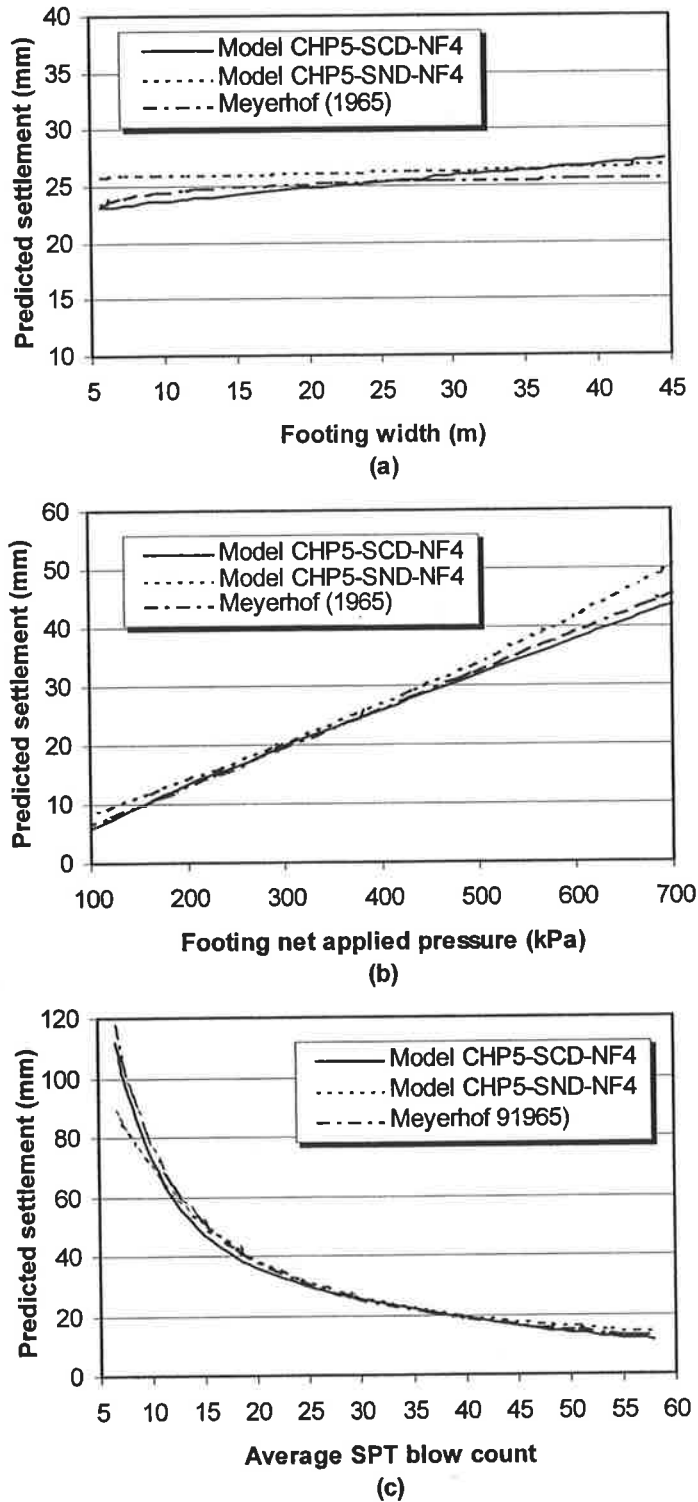 40
35
30
25
20
15
10
Predicted settlement (mm)
Model CHP5-SCD-NF4
Model CHP5-SND-NF4
Meyerhof (1965)
5 10 15 20 25 30 35 40 45
Footing width (m)
(a)
60
50
40
30
20
10
0
Predicted settlement (mm)
Model CHP5-SCD-NF4
Model CHP5-SND-NF4
Meyerhof (1965)
100 200 300 400 500 600 700
Footing net applied pressure (kPa)
(b)
120
100
80
60
40
20
0
Predicted settlement (mm)
Model CHP5-SCD-NF4
Model CHP5-SND-NF4
Meyerhof 91965)
5 10 15 20 25 30 35 40 45 50 55 60
Average SPT blow count
(c)